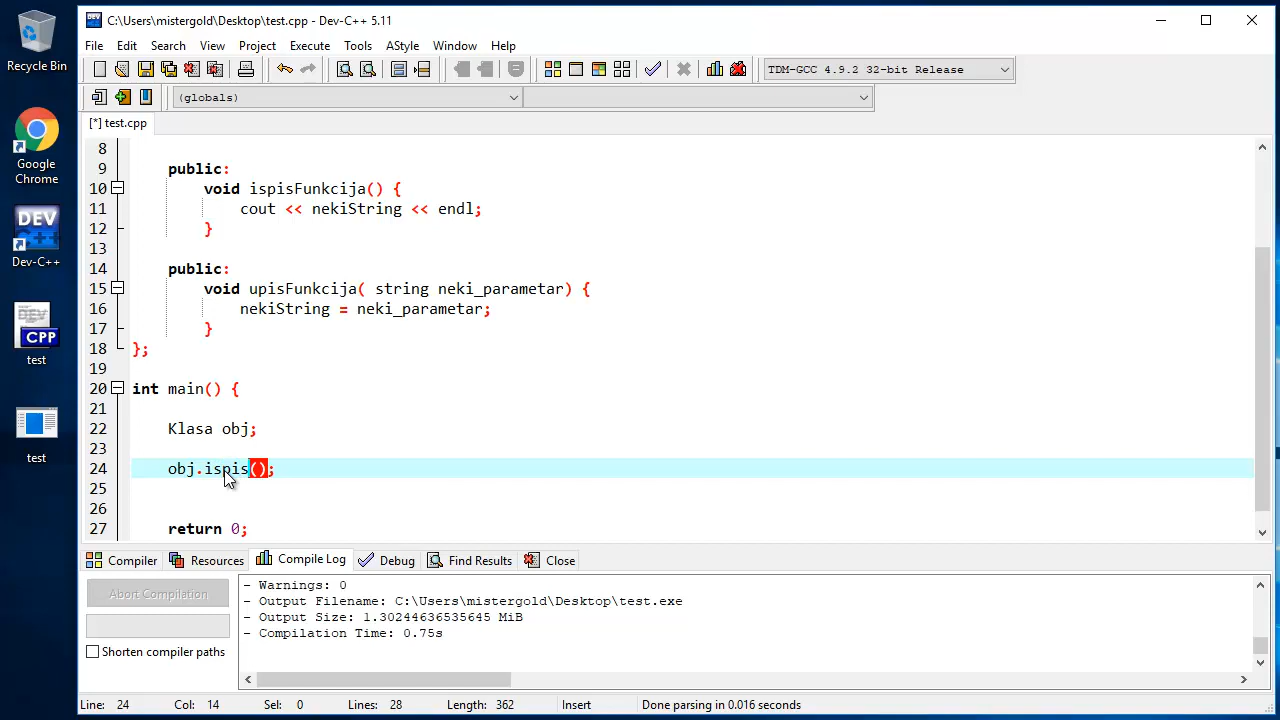 Recycle Bin
Google
Chrome
DEV
Dev-C++
DEV
CPP
test
test
C:\Users\mistergold\Desktop\test.cpp - Dev-C++ 5.11
File Edit Search View Project Execute Tools AStyle Window Help
TDM-GCC 4.9.2 32-bit Release
(globals)
[*] test.cpp
8
9 public:
10 void ispisFunkcija() {
11 cout << nekiString << endl;
12 }
13
14 public:
15 void upisFunkcija( string neki_parametar) {
16 nekiString = neki_parametar;
17 }
18 };
19
20 int main() {
21
22 Klasa obj;
23
24 obj.ispis();
25
26
27 return 0;
Compiler Resources Compile Log Debug Find Results Close
Abort Compilation
Shorten compiler paths
- Warnings: 0
- Output Filename: C:\Users\mistergold\Desktop\test.exe
- Output Size: 1.30244636535645 MiB
- Compilation Time: 0.75s
Line: 24 Col: 14 Sel: 0 Lines: 28 Length: 362 Insert Done parsing in 0.016 seconds